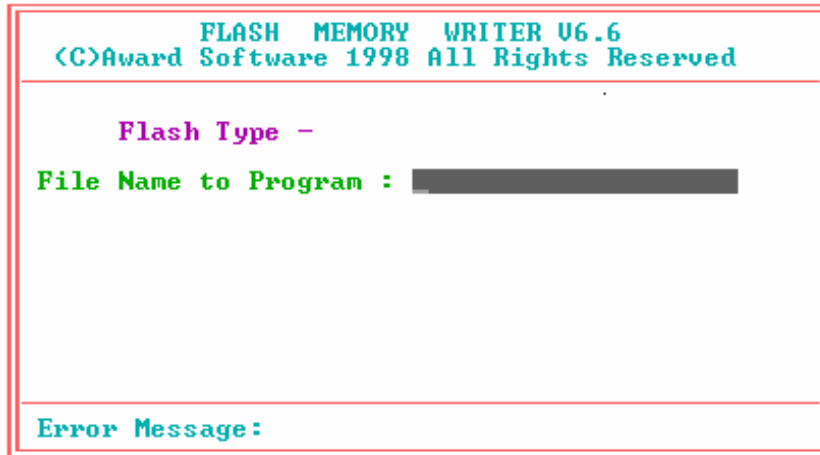 FLASH MEMORY WRITER V6.6
(C)Award Software 1998 All Rights Reserved
Flash Type -
File Name to Program :
Error Message: